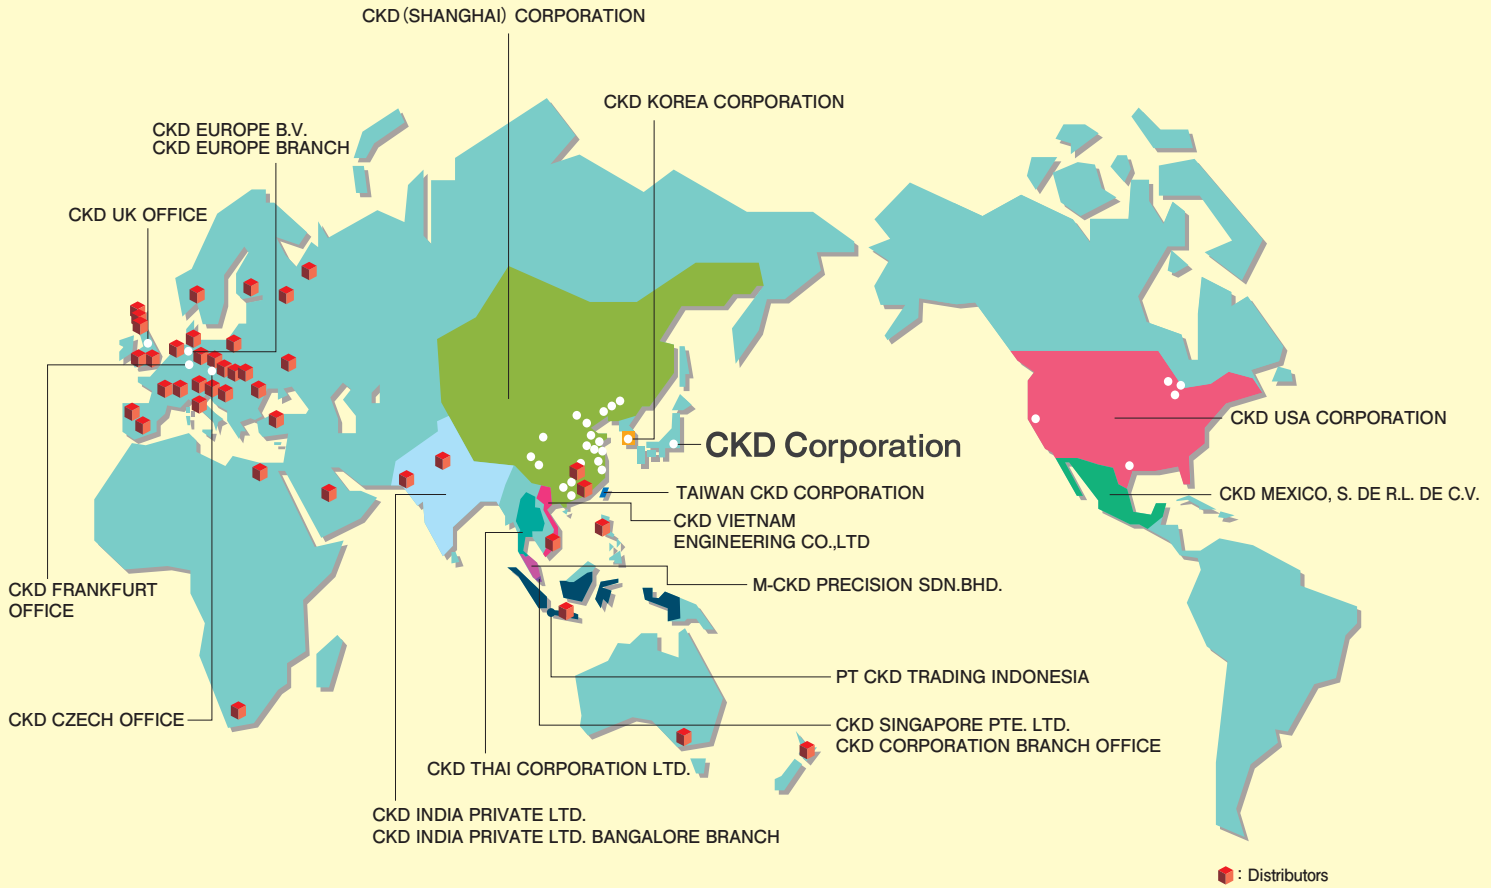 CKD (SHANGHAI) CORPORATION
CKD KOREA CORPORATION
CKD EUROPE B.V.
CKD EUROPE BRANCH
CKD UK OFFICE
CKD USA CORPORATION
CKD Corporation
TAIWAN CKD CORPORATION
CKD MEXICO, S. DE R.L. DE C.V.
CKD VIETNAM
ENGINEERING CO.,LTD
M-CKD PRECISION SDN.BHD.
CKD FRANKFURT
OFFICE
PT CKD TRADING INDONESIA
CKD CZECH OFFICE
CKD SINGAPORE PTE. LTD.
CKD CORPORATION BRANCH OFFICE
CKD THAI CORPORATION LTD.
CKD INDIA PRIVATE LTD.
CKD INDIA PRIVATE LTD. BANGALORE BRANCH
: Distributors